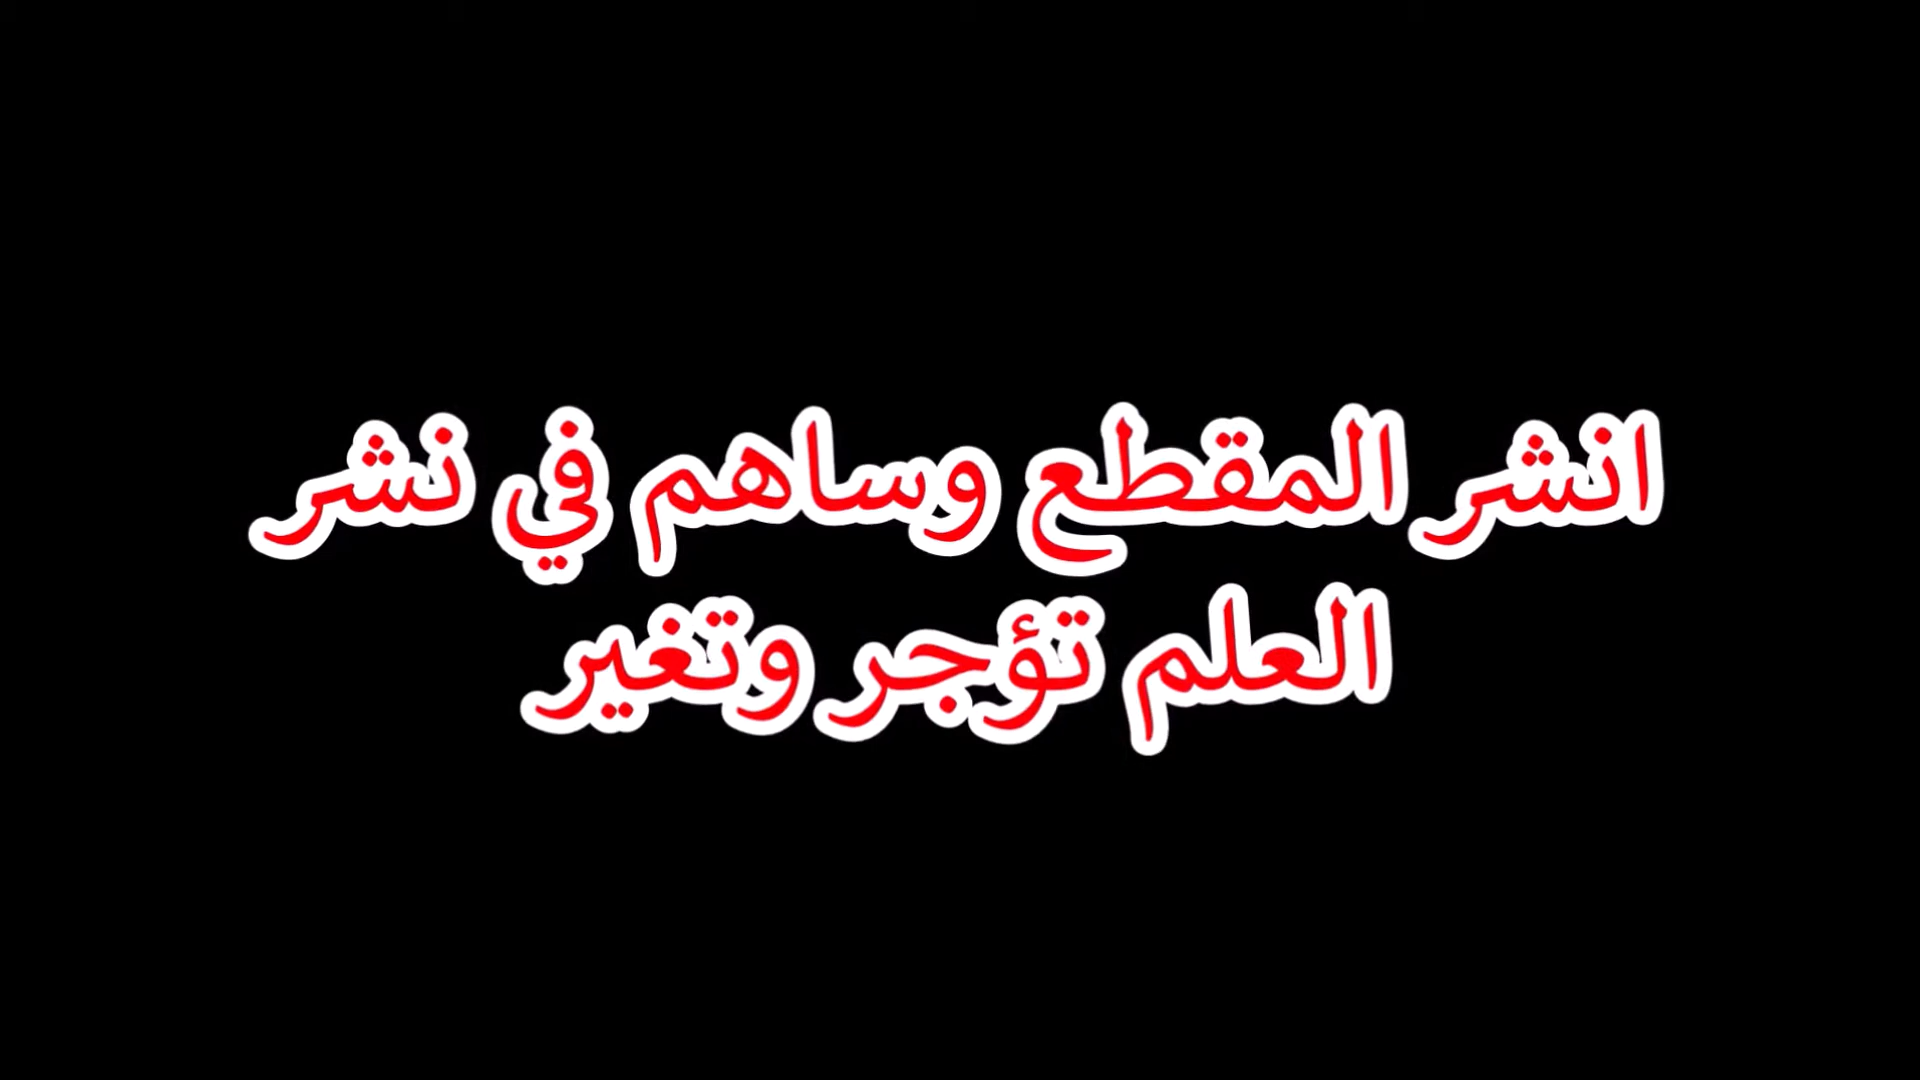 انشر المقطع وساهم في نشر
العلم تؤجر وتغير